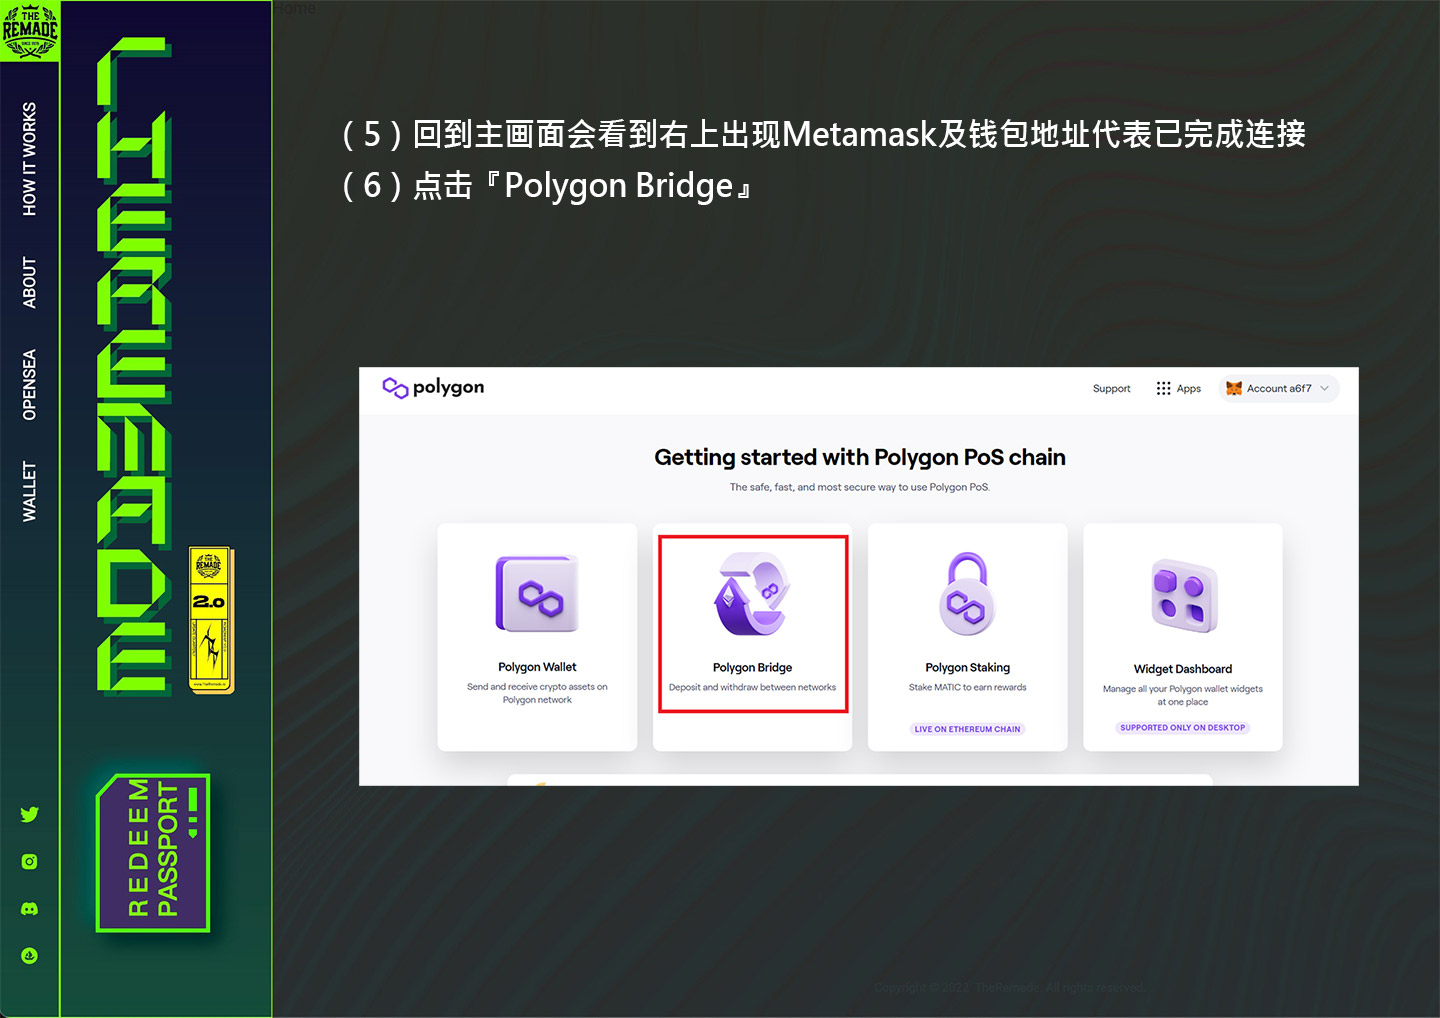 THE
REMADE
SINCE 1978
HOW IT WORKS
ABOUT
OPENSEA
WALLET
THEREMADE
THE
REMADE
2.0
REDEEM
PASSPORT
Home
（5）回到主画面会看到右上出现Metamask及钱包地址代表已完成连接
（6）点击『Polygon Bridge』
polygon
Support
Apps
Account a6f7
Getting started with Polygon PoS chain
The safe, fast, and most secure way to use Polygon PoS.
Polygon Wallet
Send and receive crypto assets on
Polygon network
Polygon Bridge
Deposit and withdraw between networks
Polygon Staking
Stake MATIC to earn rewards
LIVE ON ETHEREUM CHAIN
Widget Dashboard
Manage all your Polygon wallet widgets
at one place
SUPPORTED ONLY ON DESKTOP
Copyright © 2022. TheRemade. All rights reserved.